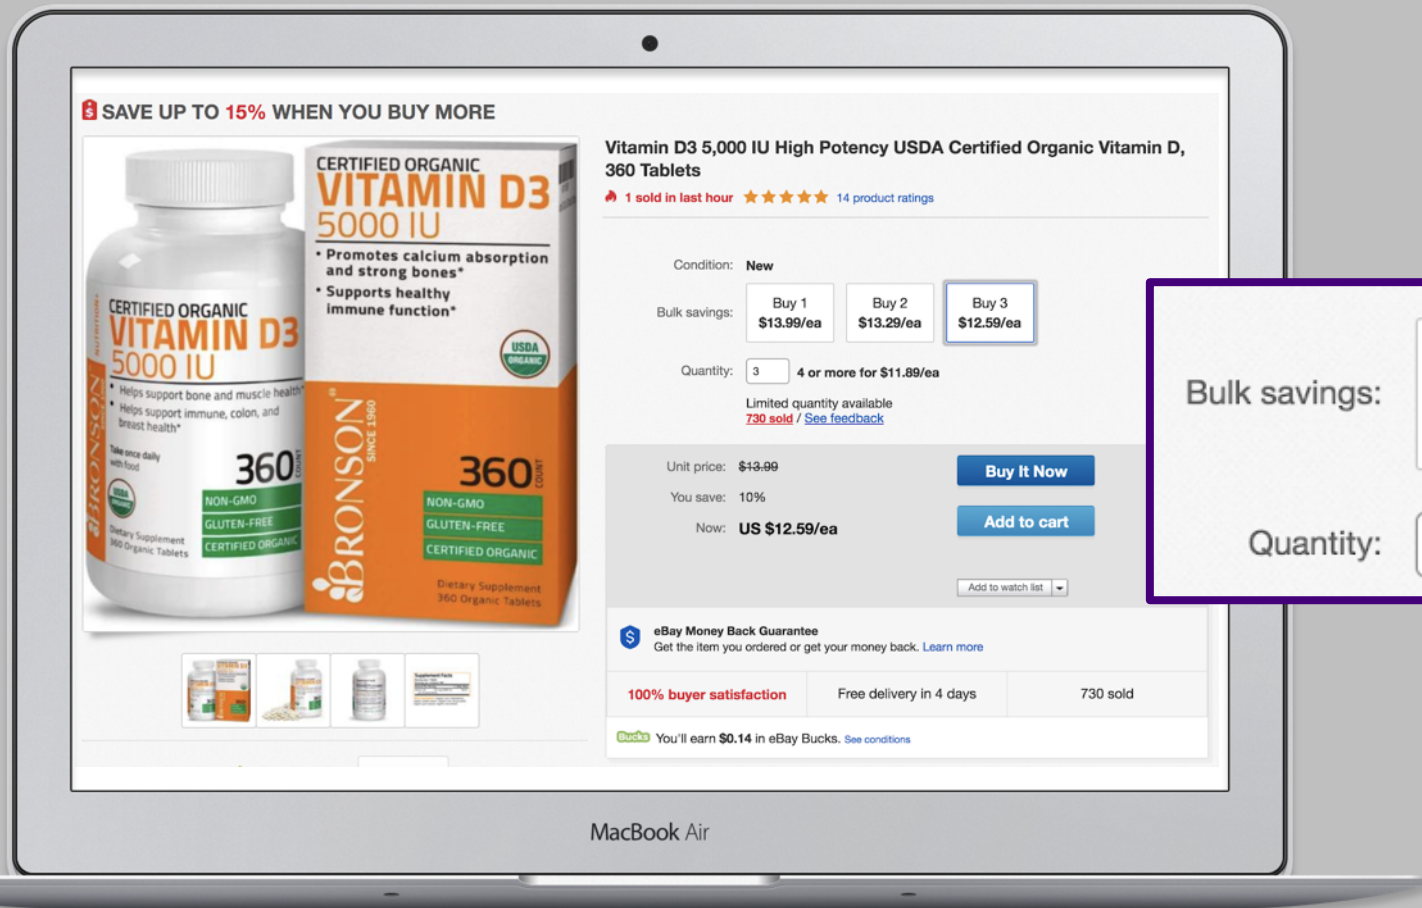 SAVE UP TO 15% WHEN YOU BUY MORE
CERTIFIED ORGANIC
VITAMIN D3
5000 IU
• Promotes calcium absorption
and strong bones*
• Supports healthy
immune function*
USDA
ORGANIC
BRONSON®
SINCE 1960
360 COUNT
NON-GMO
GLUTEN-FREE
CERTIFIED ORGANIC
Dietary Supplement
360 Organic Tablets
CERTIFIED ORGANIC
VITAMIN D3
5000 IU
• Helps support bone and muscle health*
• Helps support immune, colon, and
breast health*
Take once daily
with food
BRONSON
NUTRITION
USDA
ORGANIC
360
NON-GMO
GLUTEN-FREE
CERTIFIED ORGANIC
Dietary Supplement
360 Organic Tablets
Supplement Facts
Vitamin D3 5,000 IU High Potency USDA Certified Organic Vitamin D,
360 Tablets
1 sold in last hour 14 product ratings
Condition: New
Bulk savings:
Buy 1
$13.99/ea
Buy 2
$13.29/ea
Buy 3
$12.59/ea
Quantity: 3 4 or more for $11.89/ea
Limited quantity available
730 sold / See feedback
Unit price: $13.99
You save: 10%
Now: US $12.59/ea
Buy It Now
Add to cart
Add to watch list
eBay Money Back Guarantee
Get the item you ordered or get your money back. Learn more
100% buyer satisfaction
Free delivery in 4 days
730 sold
Bucks You'll earn $0.14 in eBay Bucks. See conditions
Bulk savings:
Quantity:
MacBook Air